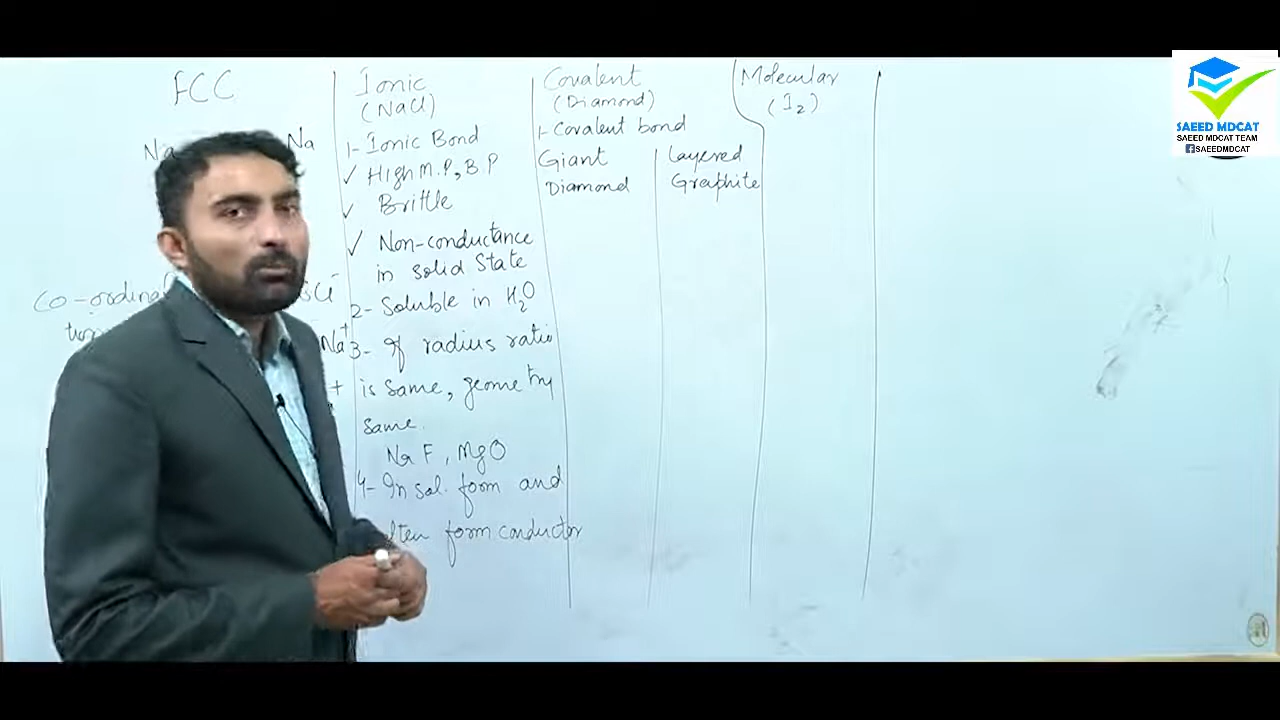 FCC
Na
Na
Na+
+
Ionic
(NaCl)
1- Ionic Bond
✓ High M.P, B.P
✓ Brittle
✓ Non-conductance
in solid State
2- Soluble in H₂O
3- If radius ratio
is same, geometry
same.
NaF, MgO
4- In sol. form and
form conductor
Covalent
(Diamond)
1- Covalent bond
Giant
Diamond
Layered
Graphite
Molecular
(I₂)
SAEED MDCAT
SAEED MDCAT TEAM
SAEEDMDCAT